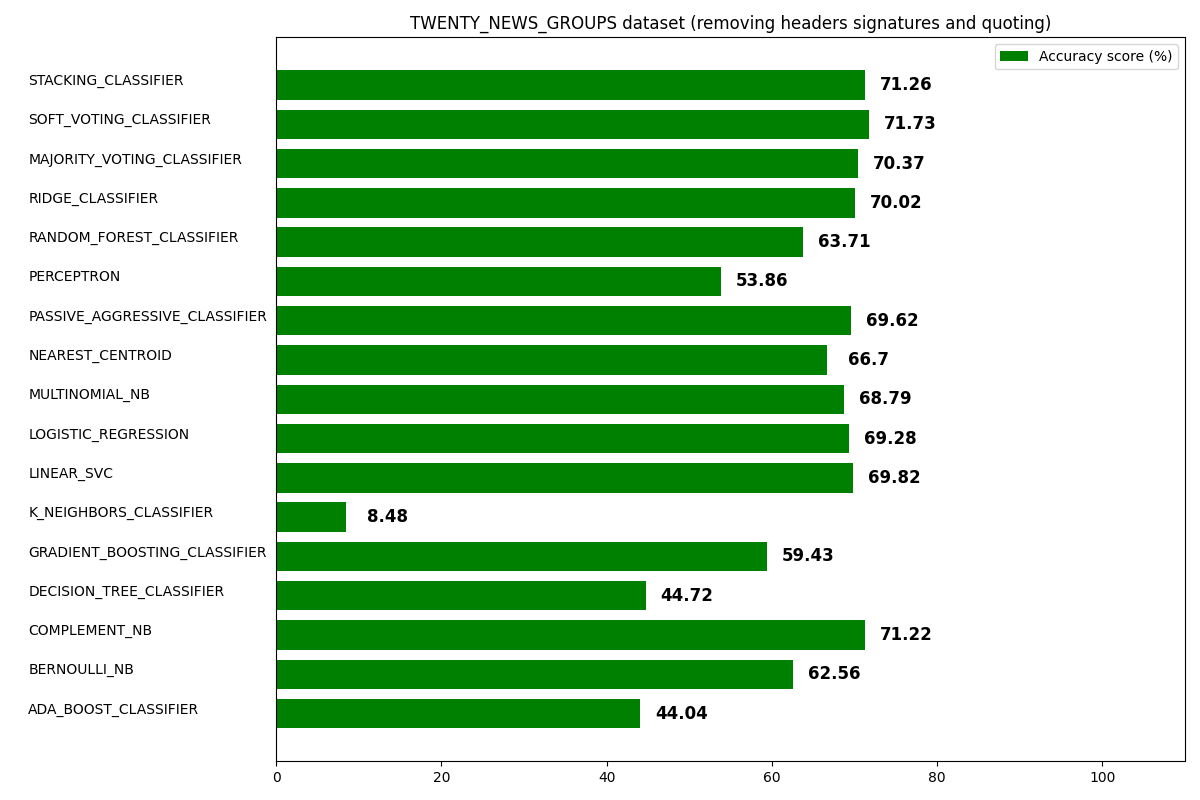 TWENTY_NEWS_GROUPS dataset (removing headers signatures and quoting)
Accuracy score (%)
STACKING_CLASSIFIER 71.26
SOFT_VOTING_CLASSIFIER 71.73
MAJORITY_VOTING_CLASSIFIER 70.37
RIDGE_CLASSIFIER 70.02
RANDOM_FOREST_CLASSIFIER 63.71
PERCEPTRON 53.86
PASSIVE_AGGRESSIVE_CLASSIFIER 69.62
NEAREST_CENTROID 66.7
MULTINOMIAL_NB 68.79
LOGISTIC_REGRESSION 69.28
LINEAR_SVC 69.82
K_NEIGHBORS_CLASSIFIER 8.48
GRADIENT_BOOSTING_CLASSIFIER 59.43
DECISION_TREE_CLASSIFIER 44.72
COMPLEMENT_NB 71.22
BERNOULLI_NB 62.56
ADA_BOOST_CLASSIFIER 44.04
0 20 40 60 80 100